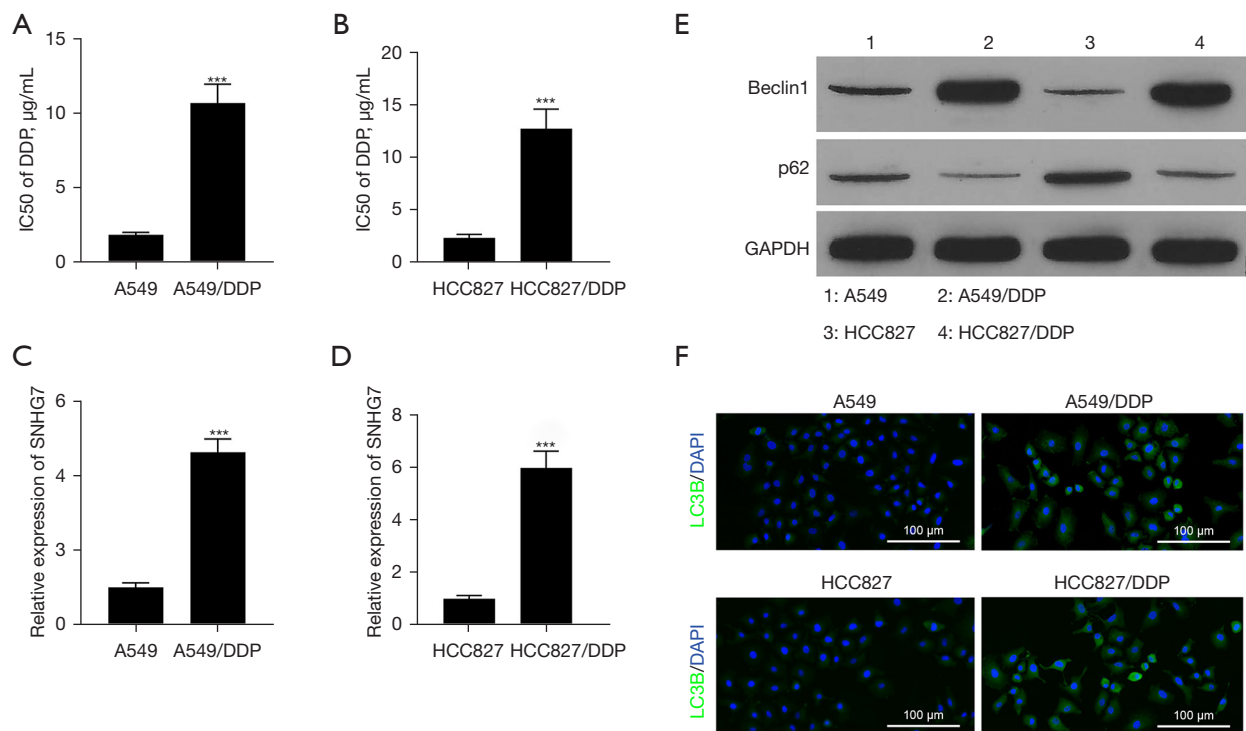 A
IC50 of DDP, μg/mL
15
10
5
0
***
A549 A549/DDP
B
IC50 of DDP, μg/mL
20
15
10
5
0
***
HCC827 HCC827/DDP
C
Relative expression of SNHG7
6
4
3
0
***
A549 A549/DDP
D
Relative expression of SNHG7
8
6
4
2
0
***
HCC827 HCC827/DDP
E
1 2 3 4
Beclin1
p62
GAPDH
1: A549 2: A549/DDP
3: HCC827 4: HCC827/DDP
F
A549 A549/DDP
LC3B/DAPI
100 μm 100 μm
HCC827 HCC827/DDP
LC3B/DAPI
100 μm 100 μm